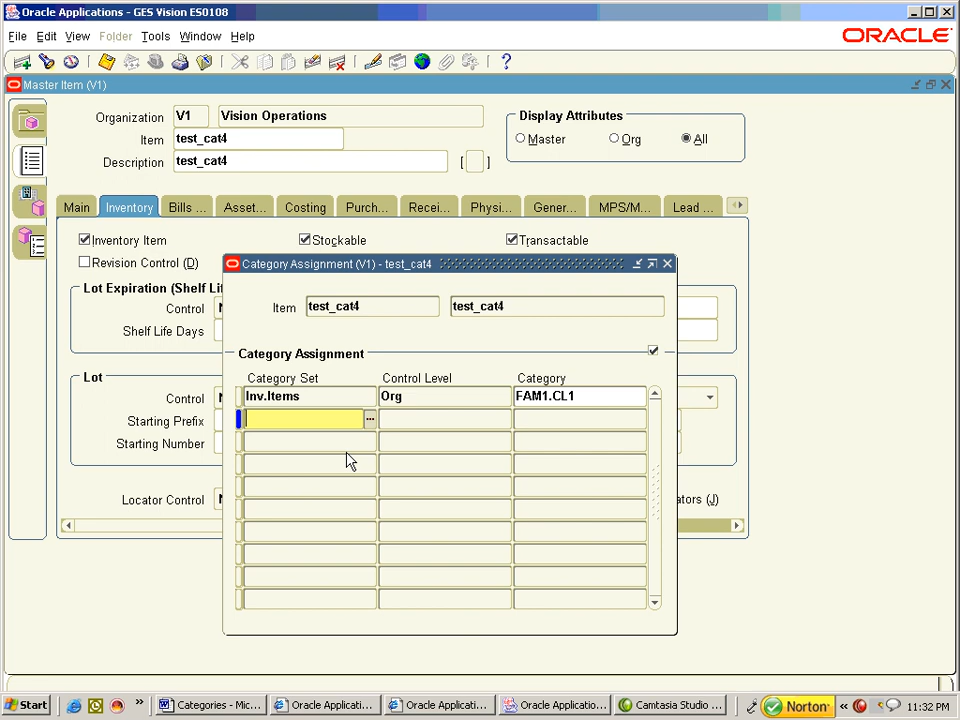 Oracle Applications - GES Vision ES0108
File Edit View Folder Tools Window Help
ORACLE
Master Item (V1)
Organization V1 Vision Operations
Display Attributes
Item test_cat4
Master Org All
Description test_cat4
[ ]
Main Inventory Bills ... Asset... Costing Purch... Recei... Physi... Gener... MPS/M... Lead ...
Inventory Item Stockable Transactable
Revision Control (D)
Category Assignment (V1) - test_cat4
Lot Expiration (Shelf Li
Control
Shelf Life Days
Item test_cat4 test_cat4
Category Assignment
Category Set Control Level Category
Inv.Items Org FAM1.CL1
Lot
Control
Starting Prefix
Starting Number
Locator Control
ators (J)
Start Categories - Mic... Oracle Applicatio... Oracle Applicatio... Oracle Applicatio... Camtasia Studio ... Norton 11:32 PM